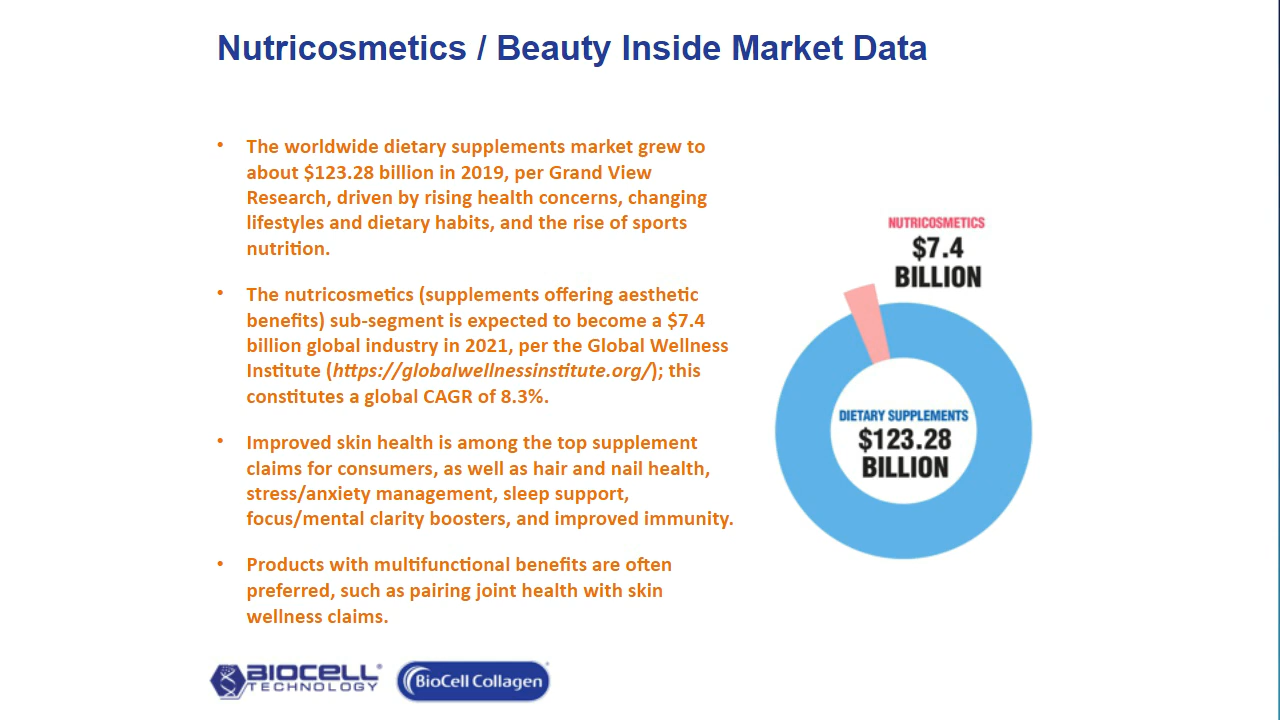 Nutricosmetics / Beauty Inside Market Data
• The worldwide dietary supplements market grew to
about $123.28 billion in 2019, per Grand View
Research, driven by rising health concerns, changing
lifestyles and dietary habits, and the rise of sports
nutrition.
• The nutricosmetics (supplements offering aesthetic
benefits) sub-segment is expected to become a $7.4
billion global industry in 2021, per the Global Wellness
Institute (https://globalwellnessinstitute.org/); this
constitutes a global CAGR of 8.3%.
• Improved skin health is among the top supplement
claims for consumers, as well as hair and nail health,
stress/anxiety management, sleep support,
focus/mental clarity boosters, and improved immunity.
• Products with multifunctional benefits are often
preferred, such as pairing joint health with skin
wellness claims.
NUTRICOSMETICS
$7.4
BILLION
DIETARY SUPPLEMENTS
$123.28
BILLION
BIOCELL®
TECHNOLOGY
BioCell Collagen®